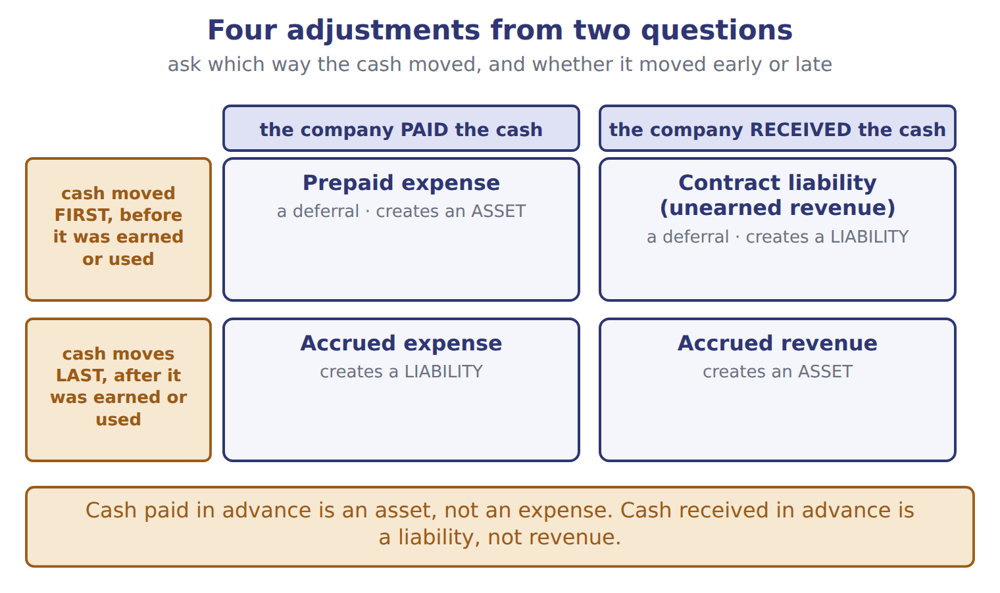 Four adjustments from two questions
ask which way the cash moved, and whether it moved early or late
the company PAID the cash
the company RECEIVED the cash
cash moved
FIRST, before
it was earned
or used
Prepaid expense
a deferral · creates an ASSET
Contract liability
(unearned revenue)
a deferral · creates a LIABILITY
cash moves
LAST, after it
was earned or
used
Accrued expense
creates a LIABILITY
Accrued revenue
creates an ASSET
Cash paid in advance is an asset, not an expense. Cash received in advance is
a liability, not revenue.